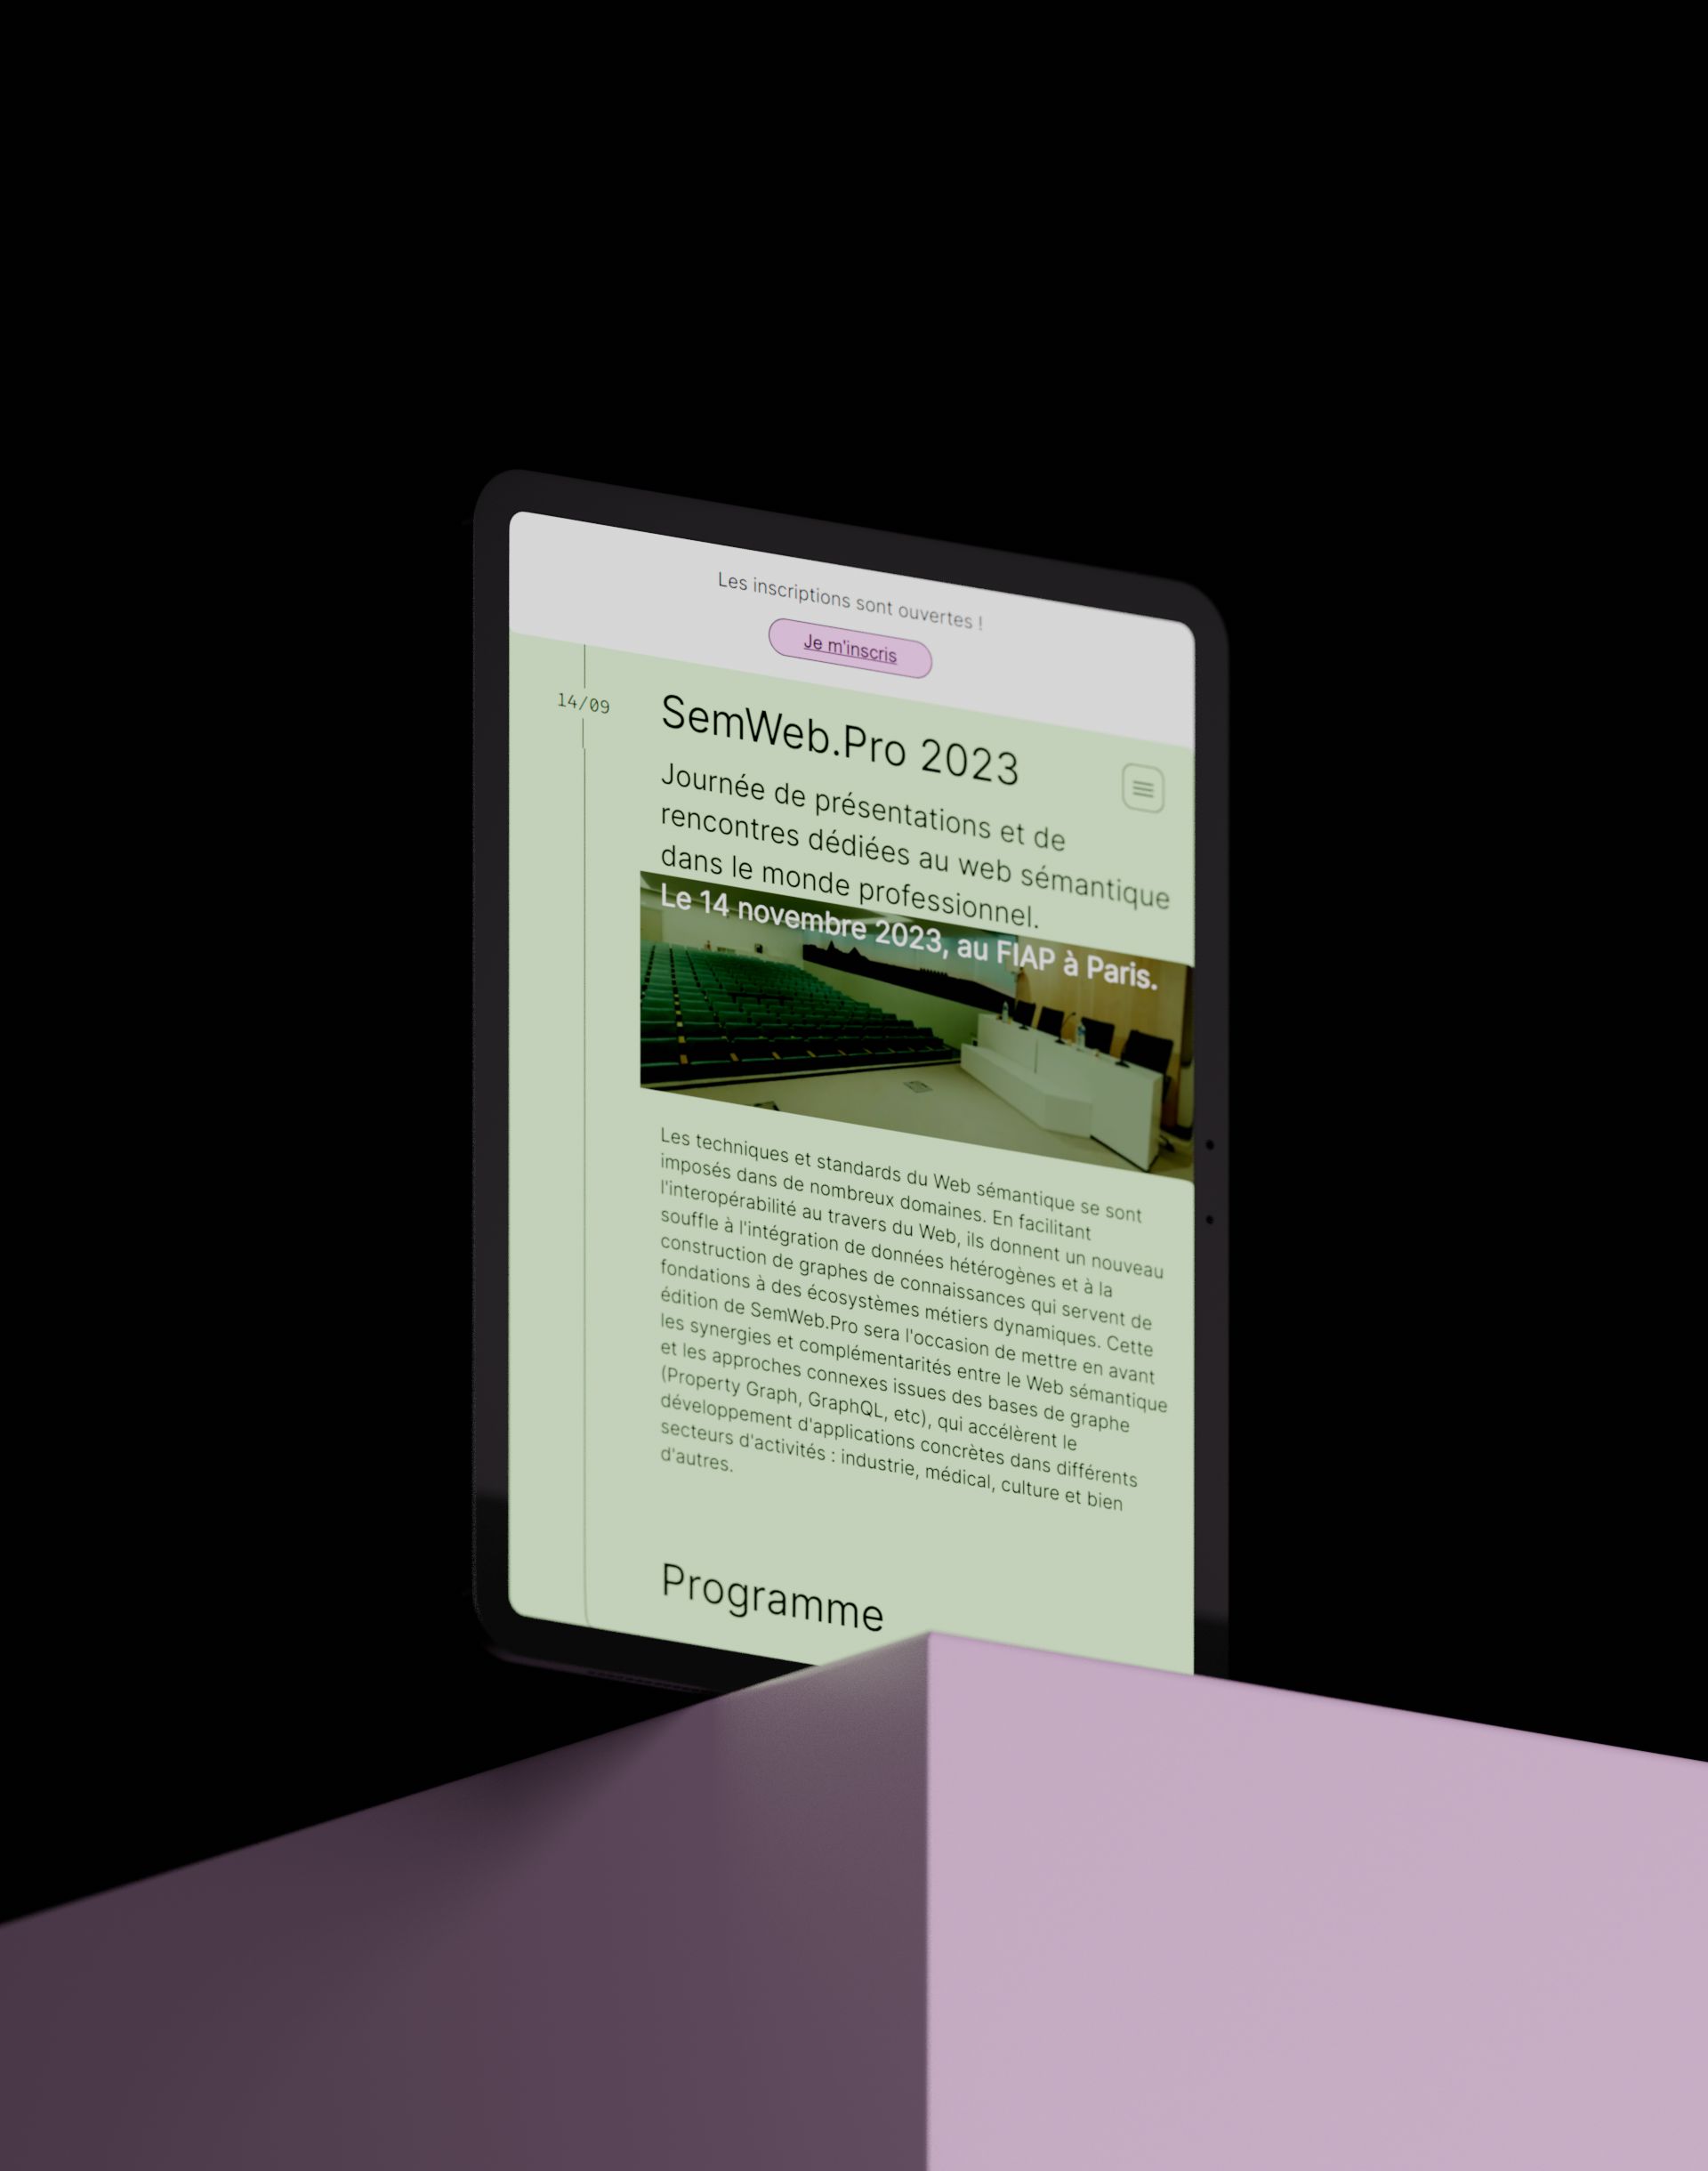 Les inscriptions sont ouvertes !
Je m'inscris
14/09
SemWeb.Pro 2023
Journée de présentations et de
rencontres dédiées au web sémantique
dans le monde professionnel.
Le 14 novembre 2023, au FIAP à Paris.
Les techniques et standards du Web sémantique se sont
imposés dans de nombreux domaines. En facilitant
l'interopérabilité au travers du Web, ils donnent un nouveau
souffle à l'intégration de données hétérogènes et à la
construction de graphes de connaissances qui servent de
fondations à des écosystèmes métiers dynamiques. Cette
édition de SemWeb.Pro sera l'occasion de mettre en avant
les synergies et complémentarités entre le Web sémantique
et les approches connexes issues des bases de graphe
(Property Graph, GraphQL, etc), qui accélèrent le
développement d'applications concrètes dans différents
secteurs d'activités : industrie, médical, culture et bien
d'autres.
Programme